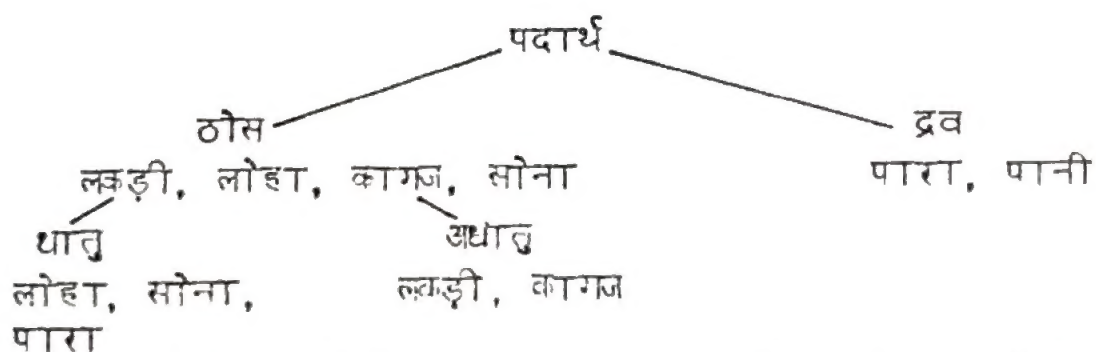 पदार्थ
ठोस
द्रव
लकड़ी, लोहा, कागज, सोना
पारा, पानी
धातु
अधातु
लोहा, सोना,
लकड़ी, कागज
पारा